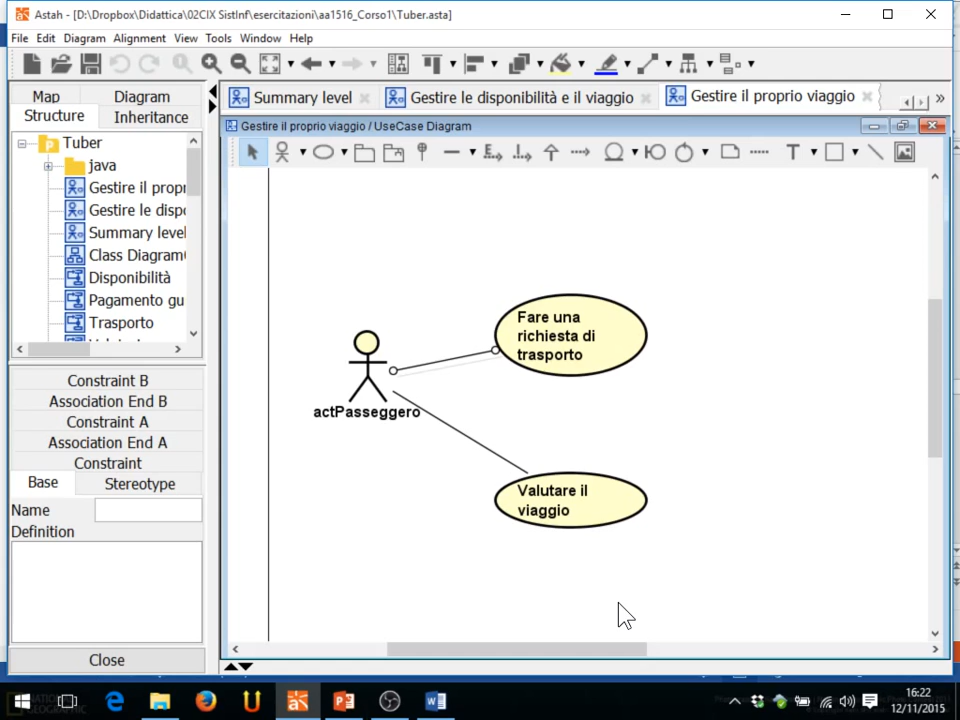 Astah - [D:\Dropbox\Didattica\02CIX SistInf\esercitazioni\aa1516_Corso1\Tuber.asta]
File Edit Diagram Alignment View Tools Window Help
Map Diagram
Structure Inheritance
Summary level Gestire le disponibilità e il viaggio Gestire il proprio viaggio
Gestire il proprio viaggio / UseCase Diagram
Tuber
java
Gestire il propr
Gestire le dispo
Summary level
Class Diagram
Disponibilità
Pagamento gu
Trasporto
Fare una
richiesta di
trasporto
actPasseggero
Valutare il
viaggio
Constraint B
Association End B
Constraint A
Association End A
Constraint
Base Stereotype
Name
Definition
Close
16:22
12/11/2015